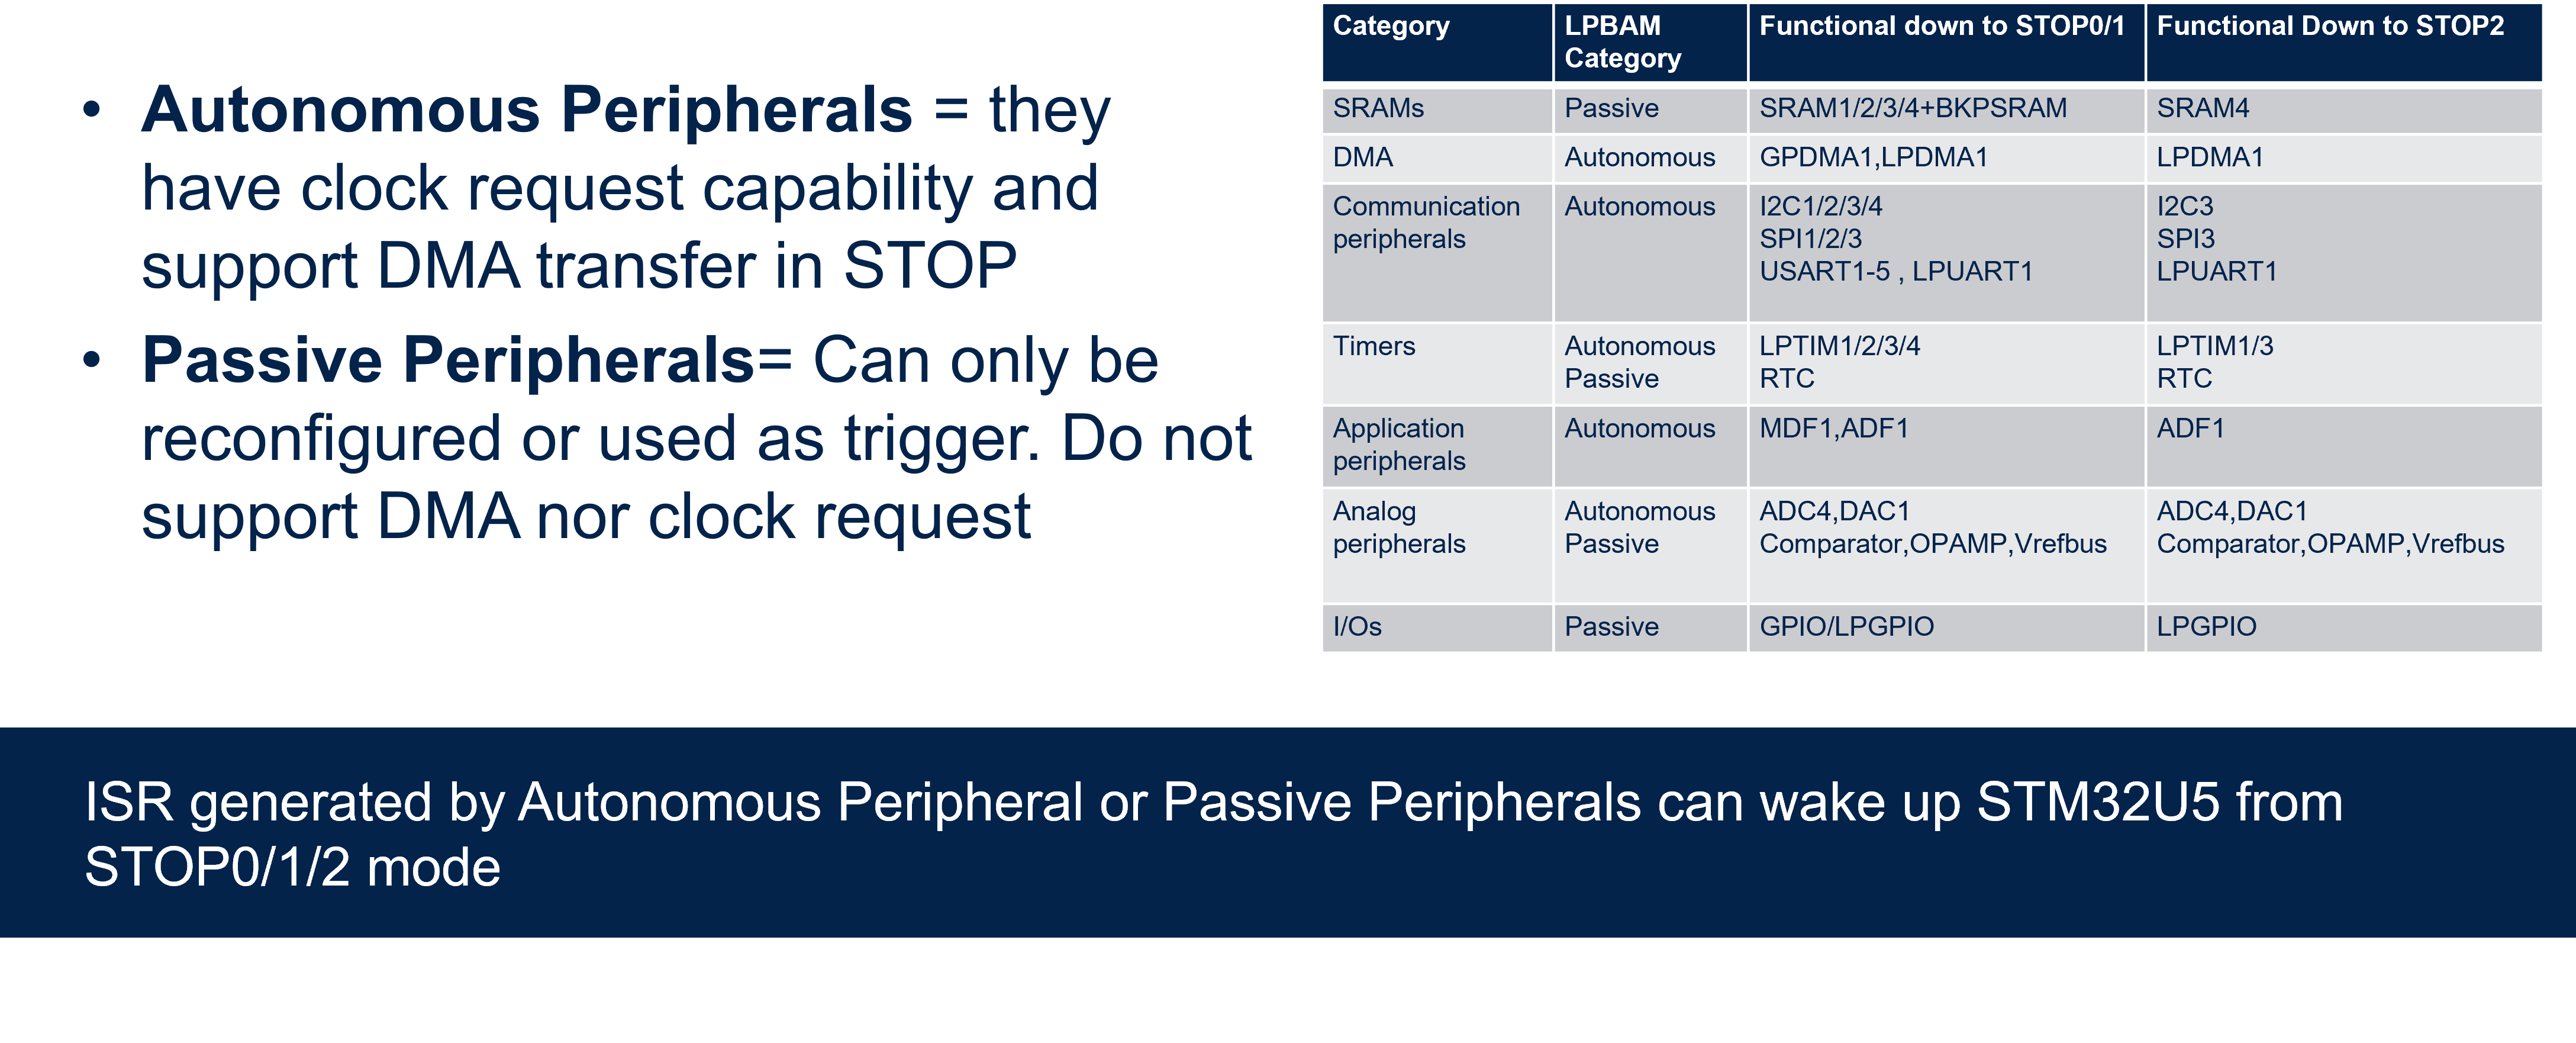 • Autonomous Peripherals = they
have clock request capability and
support DMA transfer in STOP
• Passive Peripherals= Can only be
reconfigured or used as trigger. Do not
support DMA nor clock request
Category LPBAM Category Functional down to STOP0/1 Functional Down to STOP2
SRAMs Passive SRAM1/2/3/4+BKPSRAM SRAM4
DMA Autonomous GPDMA1,LPDMA1 LPDMA1
Communication Autonomous I2C1/2/3/4 I2C3
peripherals SPI1/2/3 SPI3
USART1-5 , LPUART1 LPUART1
Timers Autonomous LPTIM1/2/3/4 LPTIM1/3
Passive RTC RTC
Application Autonomous MDF1,ADF1 ADF1
peripherals
Analog Autonomous ADC4,DAC1 ADC4,DAC1
peripherals Passive Comparator,OPAMP,Vrefbus Comparator,OPAMP,Vrefbus
I/Os Passive GPIO/LPGPIO LPGPIO
ISR generated by Autonomous Peripheral or Passive Peripherals can wake up STM32U5 from
STOP0/1/2 mode